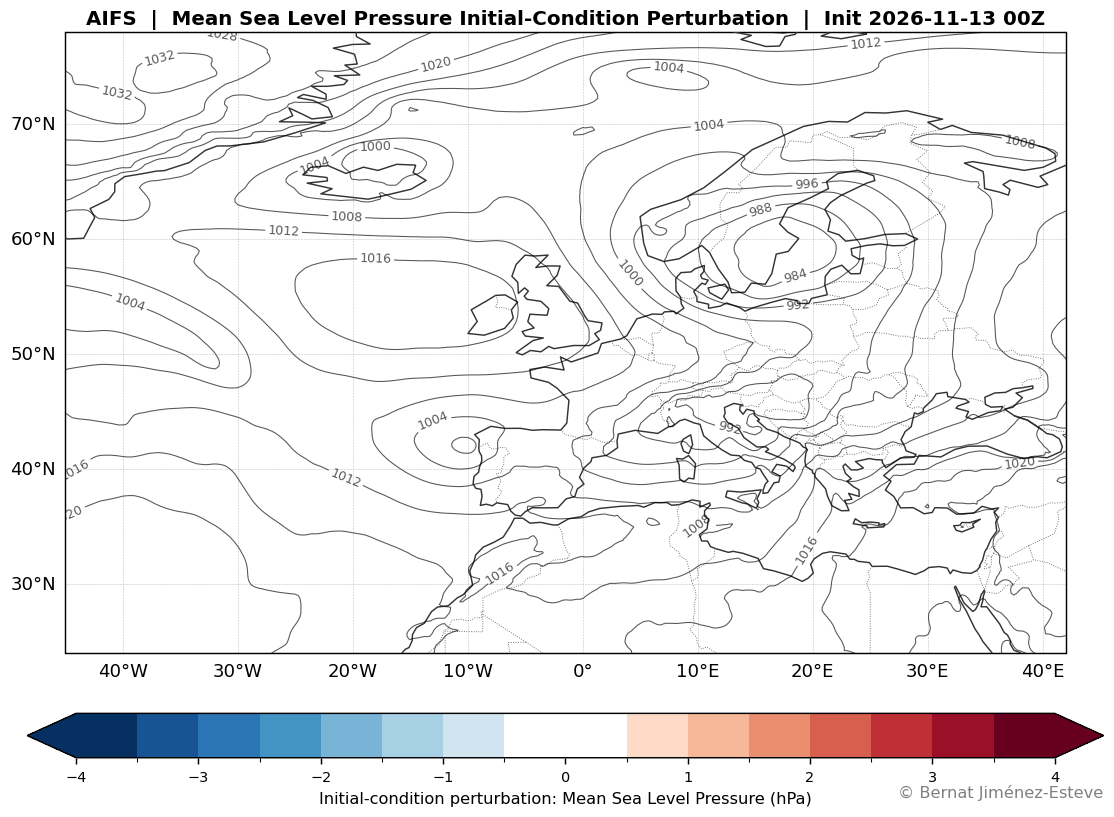 AIFS | Mean Sea Level Pressure Initial-Condition Perturbation | Init 2026-11-13 00Z
1028
1032
1032
1020
1012
1004
70°N
1004
1008
1000
1004
996
988
1008
1012
60°N
1016
1000
984
1004
992
50°N
1004
992
1016
1012
1020
40°N
20
1008
1016
1016
30°N
40°W 30°W 20°W 10°W 0° 10°E 20°E 30°E 40°E
−4 −3 −2 −1 0 1 2 3 4
Initial-condition perturbation: Mean Sea Level Pressure (hPa)
© Bernat Jiménez-Esteve